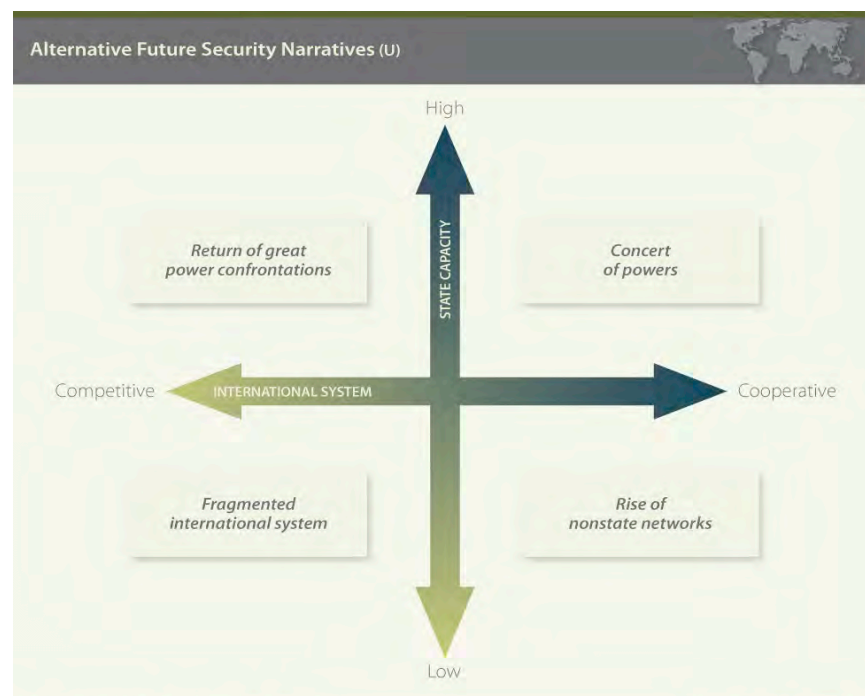 Alternative Future Security Narratives (U)
High
Return of great
power confrontations
STATE CAPACITY
Concert
of powers
Competitive
INTERNATIONAL SYSTEM
Cooperative
Fragmented
international system
Rise of
nonstate networks
Low